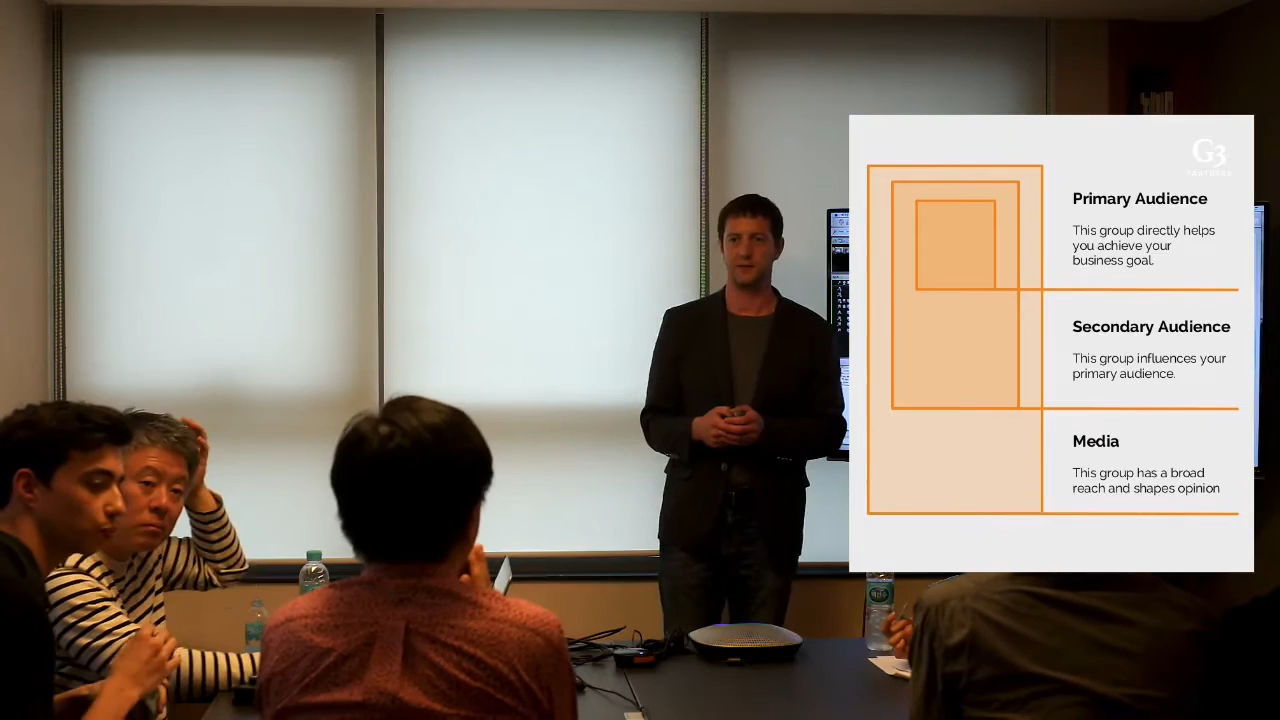 G3
PARTNERS
Primary Audience
This group directly helps
you achieve your
business goal.
Secondary Audience
This group influences your
primary audience.
Media
This group has a broad
reach and shapes opinion